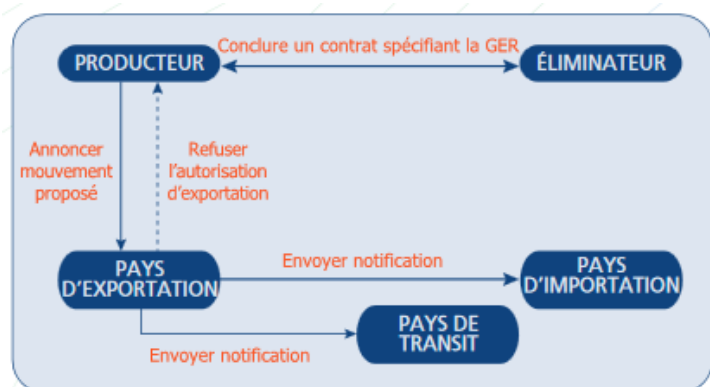 Conclure un contrat spécifiant la GER
PRODUCTEUR
ÉLIMINATEUR
Annoncer
mouvement
proposé
Refuser
l'autorisation
d'exportation
PAYS
D'EXPORTATION
Envoyer notification
PAYS
D'IMPORTATION
Envoyer notification
PAYS DE
TRANSIT